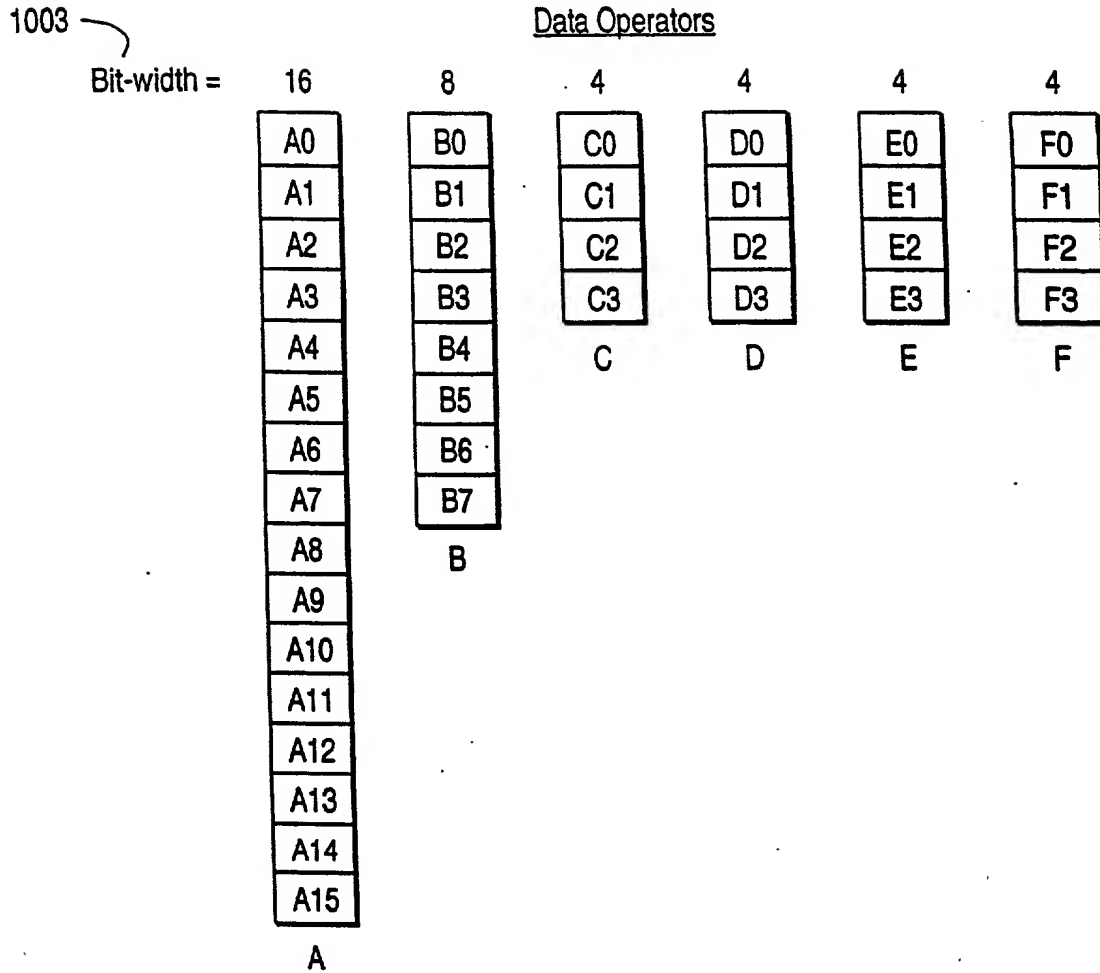 1003
Data Operators
Bit-width = 16 8 4 4 4 4
A0 B0 C0 D0 E0 F0
A1 B1 C1 D1 E1 F1
A2 B2 C2 D2 E2 F2
A3 B3 C3 D3 E3 F3
A4 B4 C D E F
A5 B5
A6 B6
A7 B7
A8 B
A9
A10
A11
A12
A13
A14
A15
A